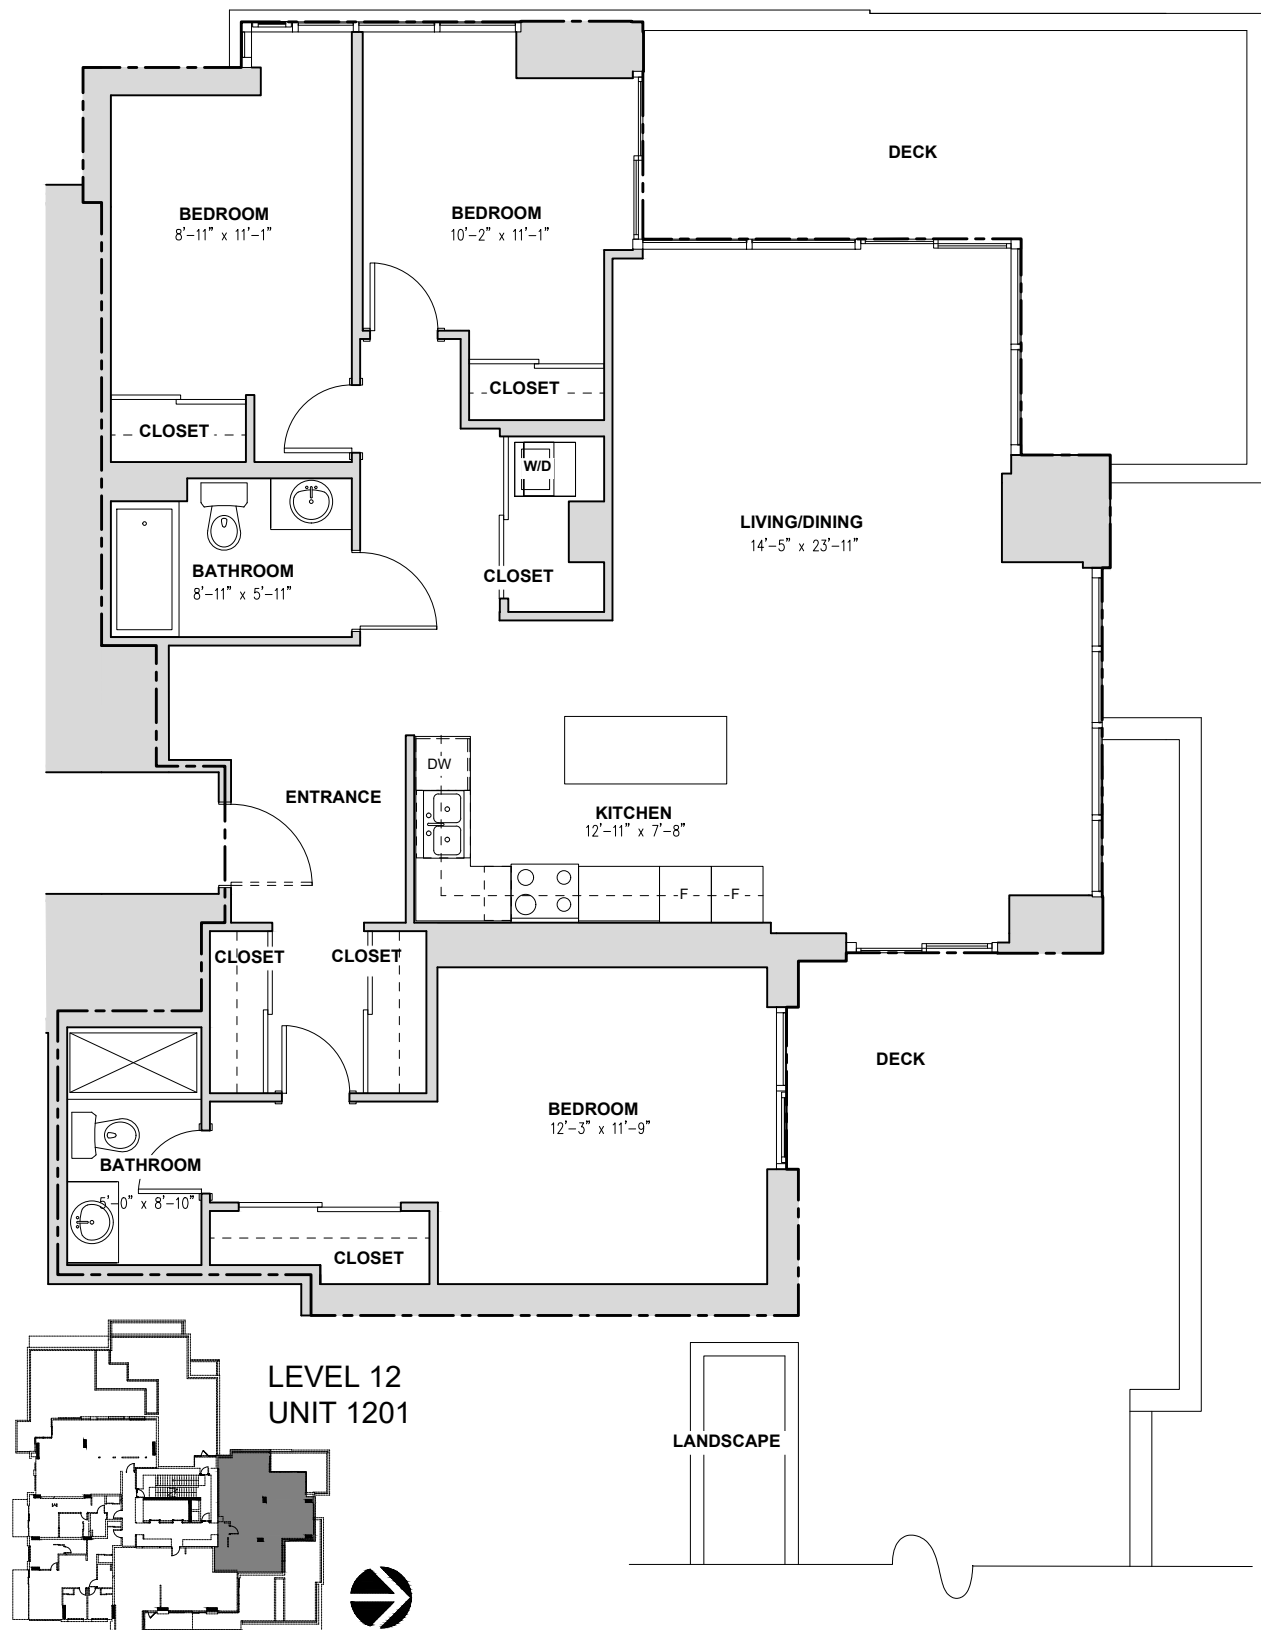 DECK
BEDROOM
8'-11" x 11'-1"
BEDROOM
10'-2" x 11'-1"
CLOSET
CLOSET
W/D
LIVING/DINING
14'-5" x 23'-11"
BATHROOM
8'-11" x 5'-11"
CLOSET
DW
ENTRANCE
KITCHEN
12'-11" x 7'-8"
F
F
CLOSET
CLOSET
DECK
BEDROOM
12'-3" x 11'-9"
BATHROOM
5'-0" x 8'-10"
CLOSET
LEVEL 12
UNIT 1201
LANDSCAPE